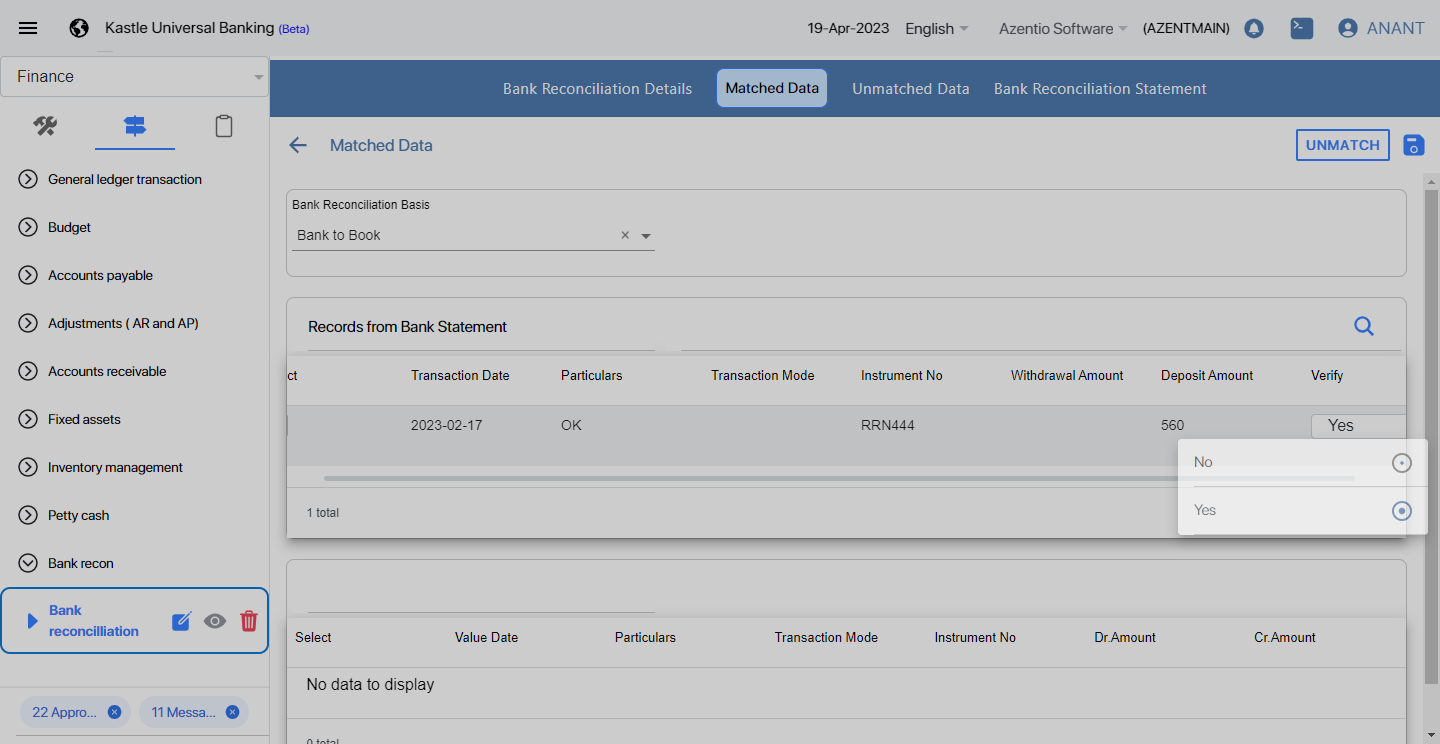 Kastle Universal Banking (Beta)
19-Apr-2023
English
Azentio Software
(AZENTMAIN)
ANANT
Finance
Bank Reconciliation Details
Matched Data
Unmatched Data
Bank Reconciliation Statement
General ledger transaction
Budget
Accounts payable
Adjustments ( AR and AP)
Accounts receivable
Fixed assets
Inventory management
Petty cash
Bank recon
Bank
reconcilliation
22 Appro...
11 Messa...
Matched Data
UNMATCH
Bank Reconciliation Basis
Bank to Book
Records from Bank Statement
ct Transaction Date Particulars Transaction Mode Instrument No Withdrawal Amount Deposit Amount Verify
2023-02-17 OK RRN444 560 Yes
No
Yes
1 total
Select Value Date Particulars Transaction Mode Instrument No Dr.Amount Cr.Amount
No data to display
0 total